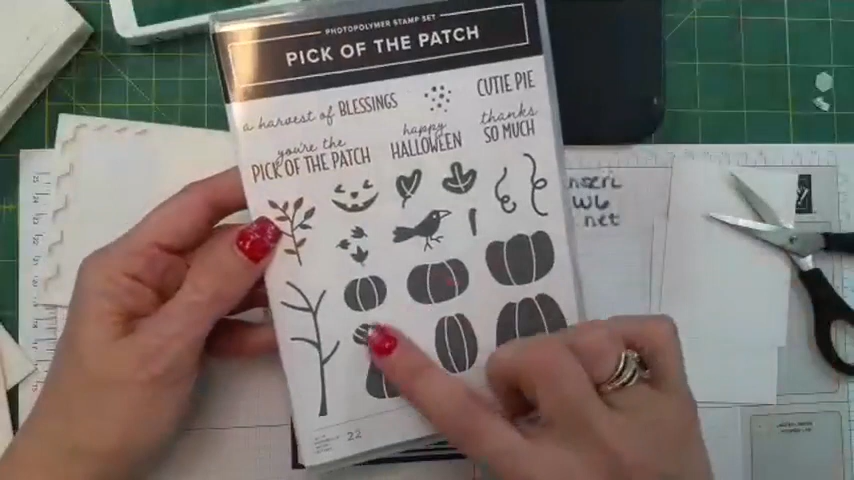 PHOTOPOLYMER STAMP SET
PICK OF THE PATCH
a harvest of BLESSINGS
CUTIE PIE
you're the
PICK OF THE PATCH
happy
HALLOWEEN
thanks
SO MUCH
22
net